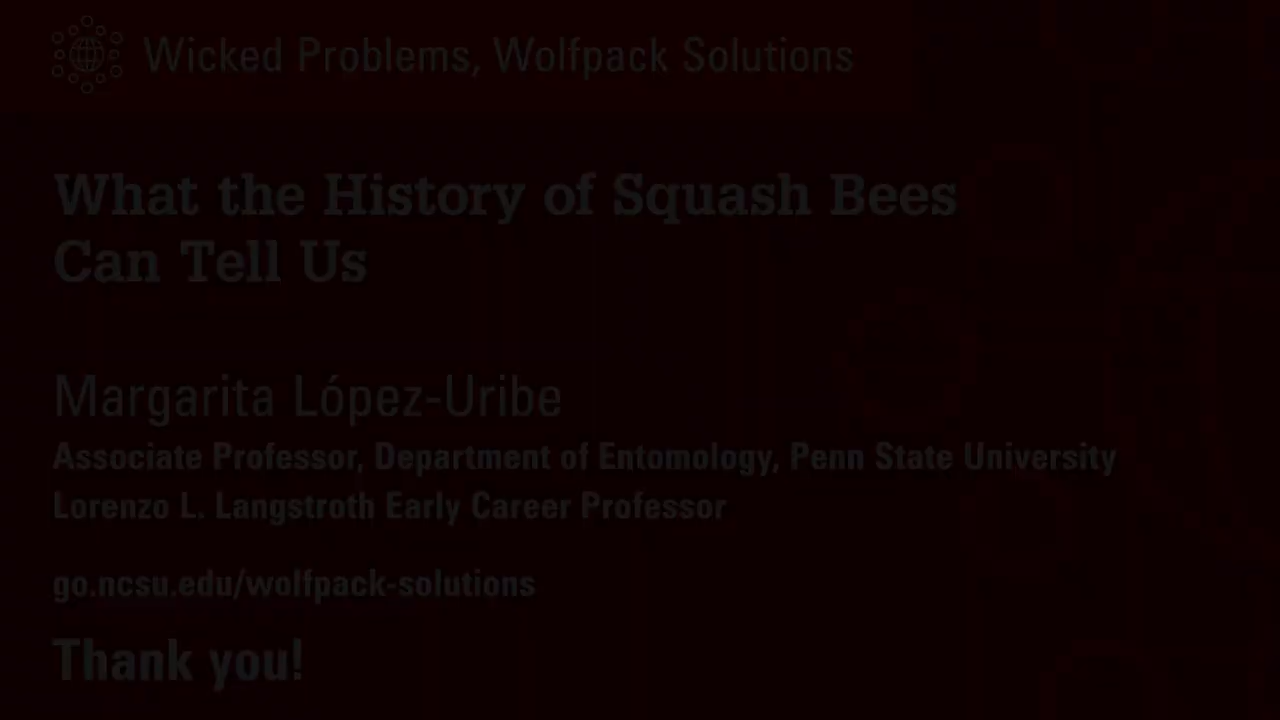 Wicked Problems, Wolfpack Solutions
What the History of Squash Bees
Can Tell Us
Margarita López-Uribe
Associate Professor, Department of Entomology, Penn State University
Lorenzo L. Langstroth Early Career Professor
go.ncsu.edu/wolfpack-solutions
Thank you!